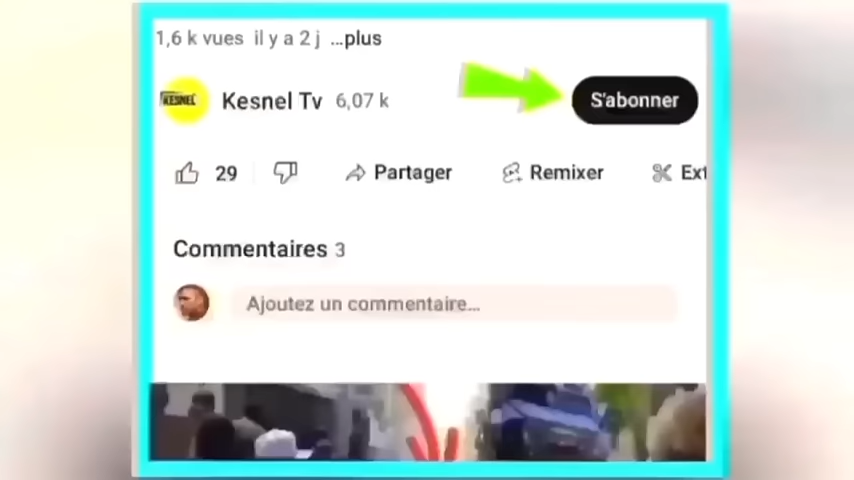 1,6 k vues il y a 2 j ...plus
KESNEL
Kesnel Tv 6,07 k
S'abonner
29
Partager
Remixer
Ext
Commentaires 3
Ajoutez un commentaire...